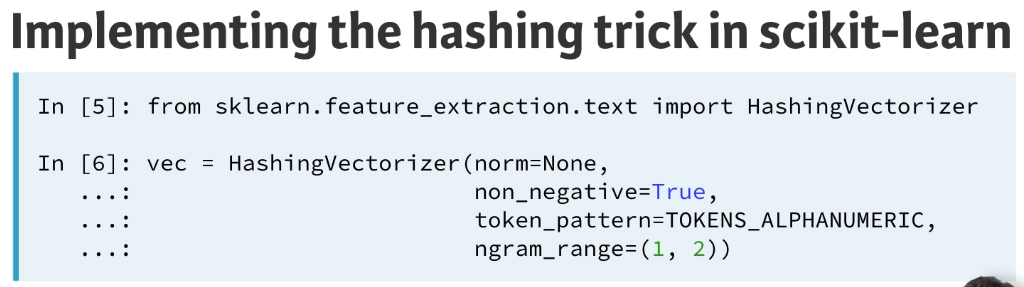 Implementing the hashing trick in scikit-learn
In [5]: from sklearn.feature_extraction.text import HashingVectorizer
In [6]: vec = HashingVectorizer(norm=None,
...: non_negative=True,
...: token_pattern=TOKENS_ALPHANUMERIC,
...: ngram_range=(1, 2))